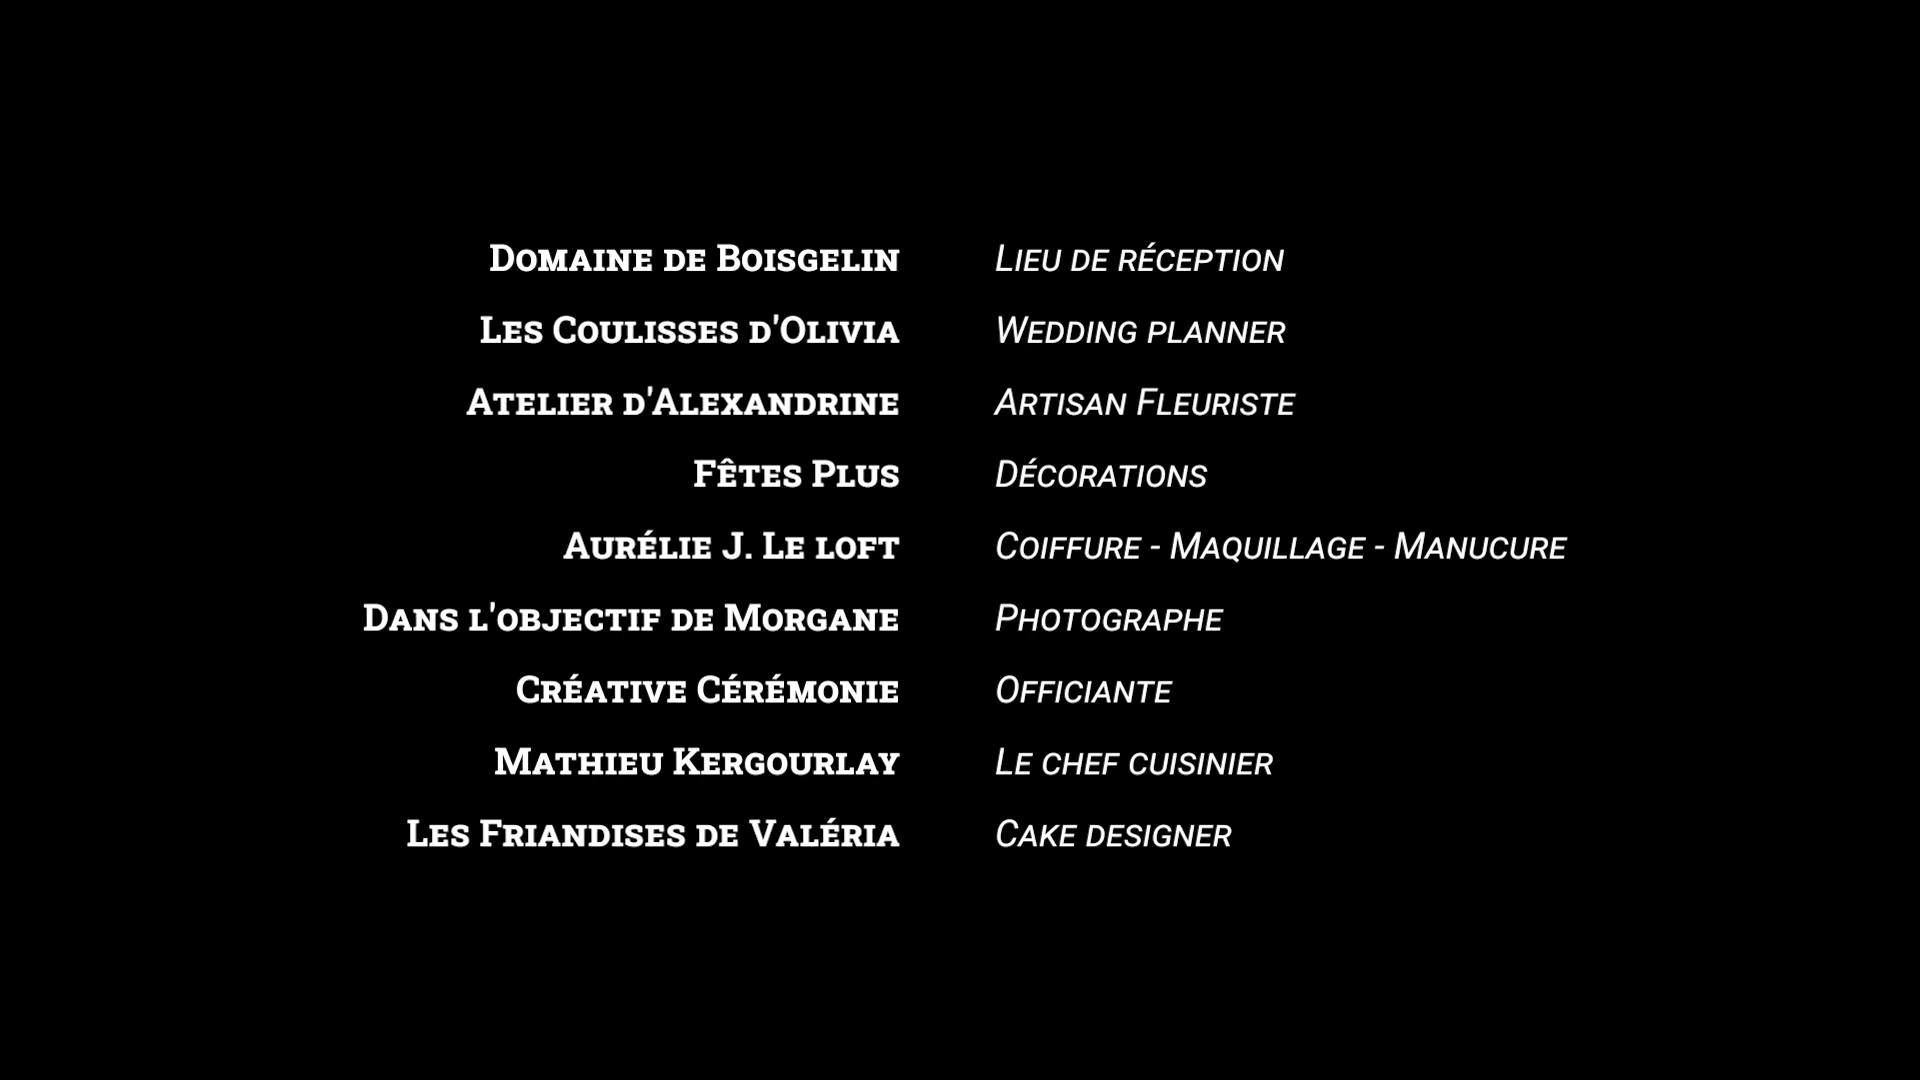 Domaine de Boisgelin Lieu de réception
Les Coulisses d'Olivia Wedding planner
Atelier d'Alexandrine Artisan Fleuriste
Fêtes Plus Décorations
Aurélie J. Le loft Coiffure - Maquillage - Manucure
Dans l'objectif de Morgane Photographe
Créative Cérémonie Officiante
Mathieu Kergourlay Le chef cuisinier
Les Friandises de Valéria Cake designer